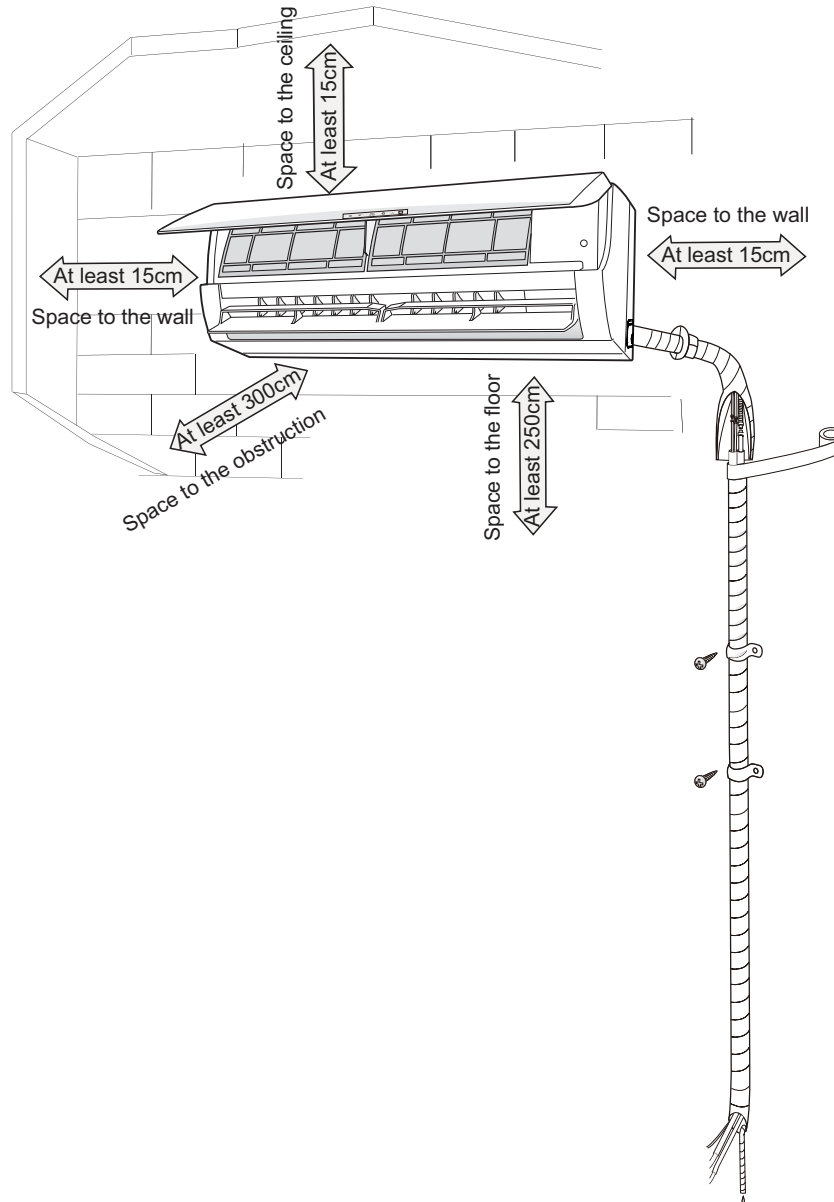 Space to the ceiling
At least 15cm
Space to the wall
At least 15cm
At least 15cm
Space to the wall
At least 300cm
Space to the obstruction
Space to the floor
At least 250cm